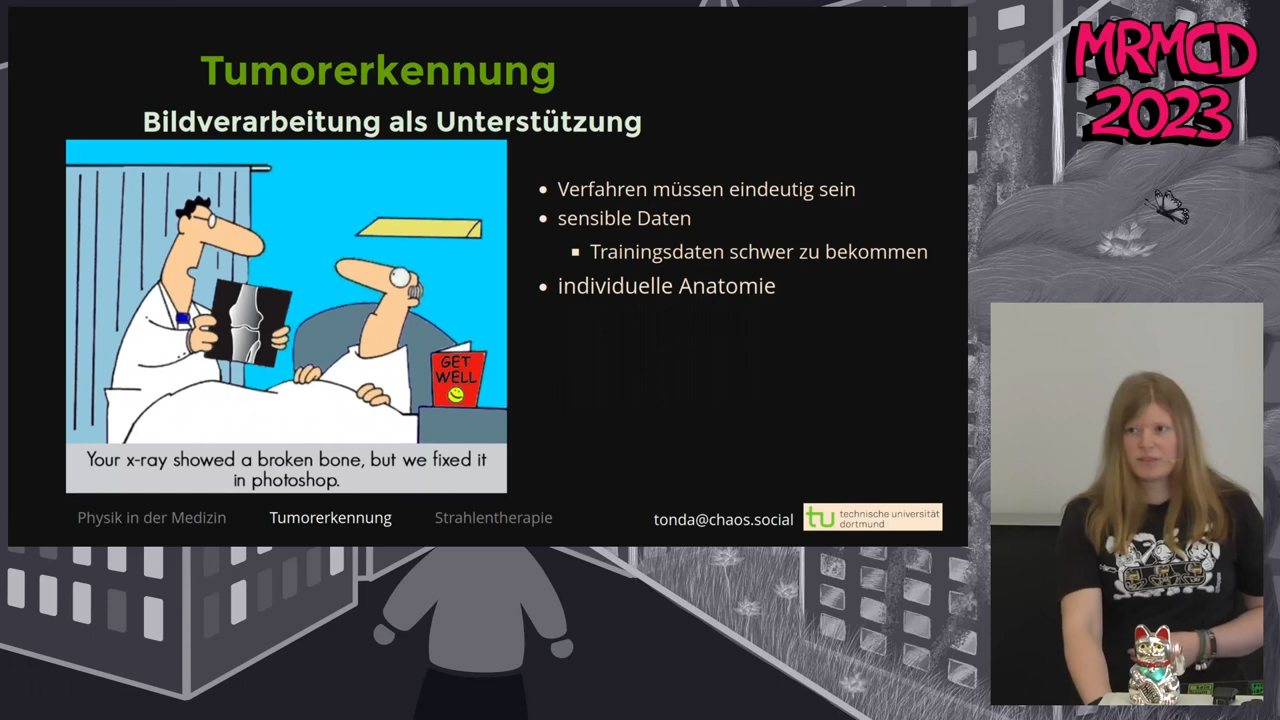 MRMCD
2023
Tumorerkennung
Bildverarbeitung als Unterstützung
GET
WELL
Your x-ray showed a broken bone, but we fixed it
in photoshop.
Verfahren müssen eindeutig sein
sensible Daten
Trainingsdaten schwer zu bekommen
individuelle Anatomie
Physik in der Medizin
Tumorerkennung
Strahlentherapie
tonda@chaos.social
tu technische universität
dortmund